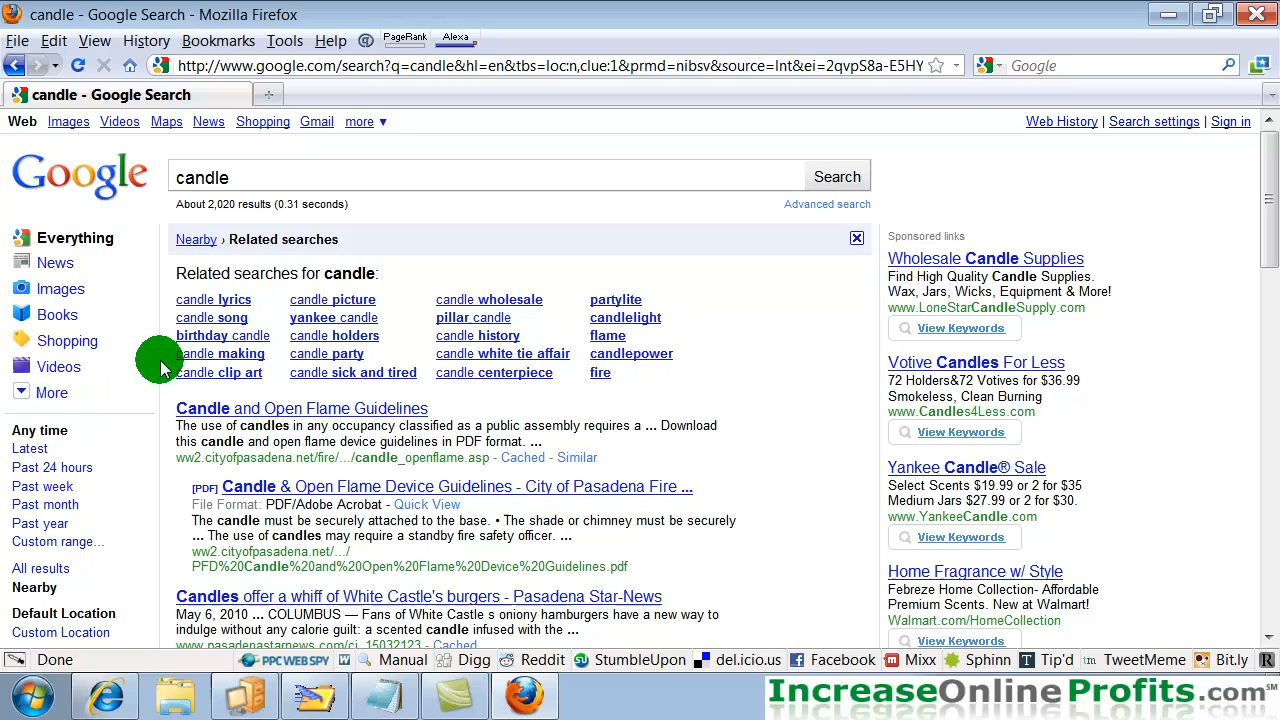 candle - Google Search - Mozilla Firefox
File Edit View History Bookmarks Tools Help @ PageRank Alexa
http://www.google.com/search?q=candle&hl=en&tbs=loc:n,clue:1&prmd=nibsv&source=lnt&ei=2qvpS8a-E5HY
Google
candle - Google Search
Web Images Videos Maps News Shopping Gmail more ▼
Web History | Search settings | Sign in
Google
candle
Search
About 2,020 results (0.31 seconds)
Advanced search
Everything
News
Images
Books
Shopping
Videos
More
Any time
Latest
Past 24 hours
Past week
Past month
Past year
Custom range...
All results
Nearby
Default Location
Custom Location
Nearby › Related searches
Related searches for candle:
candle lyrics candle picture candle wholesale partylite
candle song yankee candle pillar candle candlelight
birthday candle candle holders candle history flame
candle making candle party candle white tie affair candlepower
candle clip art candle sick and tired candle centerpiece fire
Candle and Open Flame Guidelines
The use of candles in any occupancy classified as a public assembly requires a ... Download
this candle and open flame device guidelines in PDF format. ...
ww2.cityofpasadena.net/fire/.../candle_openflame.asp - Cached - Similar
[PDF] Candle & Open Flame Device Guidelines - City of Pasadena Fire ...
File Format: PDF/Adobe Acrobat - Quick View
The candle must be securely attached to the base. • The shade or chimney must be securely
... The use of candles may require a standby fire safety officer. ...
ww2.cityofpasadena.net/.../
PFD%20Candle%20and%20Open%20Flame%20Device%20Guidelines.pdf
Candles offer a whiff of White Castle's burgers - Pasadena Star-News
May 6, 2010 ... COLUMBUS — Fans of White Castle s oniony hamburgers have a new way to
indulge without any calorie guilt: a scented candle infused with the ...
www.pasadenastarnews.com/ci_15032123 - Cached
Sponsored links
Wholesale Candle Supplies
Find High Quality Candle Supplies.
Wax, Jars, Wicks, Equipment & More!
www.LoneStarCandleSupply.com
View Keywords
Votive Candles For Less
72 Holders&72 Votives for $36.99
Smokeless, Clean Burning
www.Candles4Less.com
View Keywords
Yankee Candle® Sale
Select Scents $19.99 or 2 for $35
Medium Jars $27.99 or 2 for $30.
www.YankeeCandle.com
View Keywords
Home Fragrance w/ Style
Febreze Home Collection- Affordable
Premium Scents. New at Walmart!
Walmart.com/HomeCollection
View Keywords
Done PPC WEB SPY W Manual Digg Reddit StumbleUpon del.icio.us Facebook Mixx Sphinn Tip'd TweetMeme Bit.ly R
IncreaseOnlineProfits.com SM